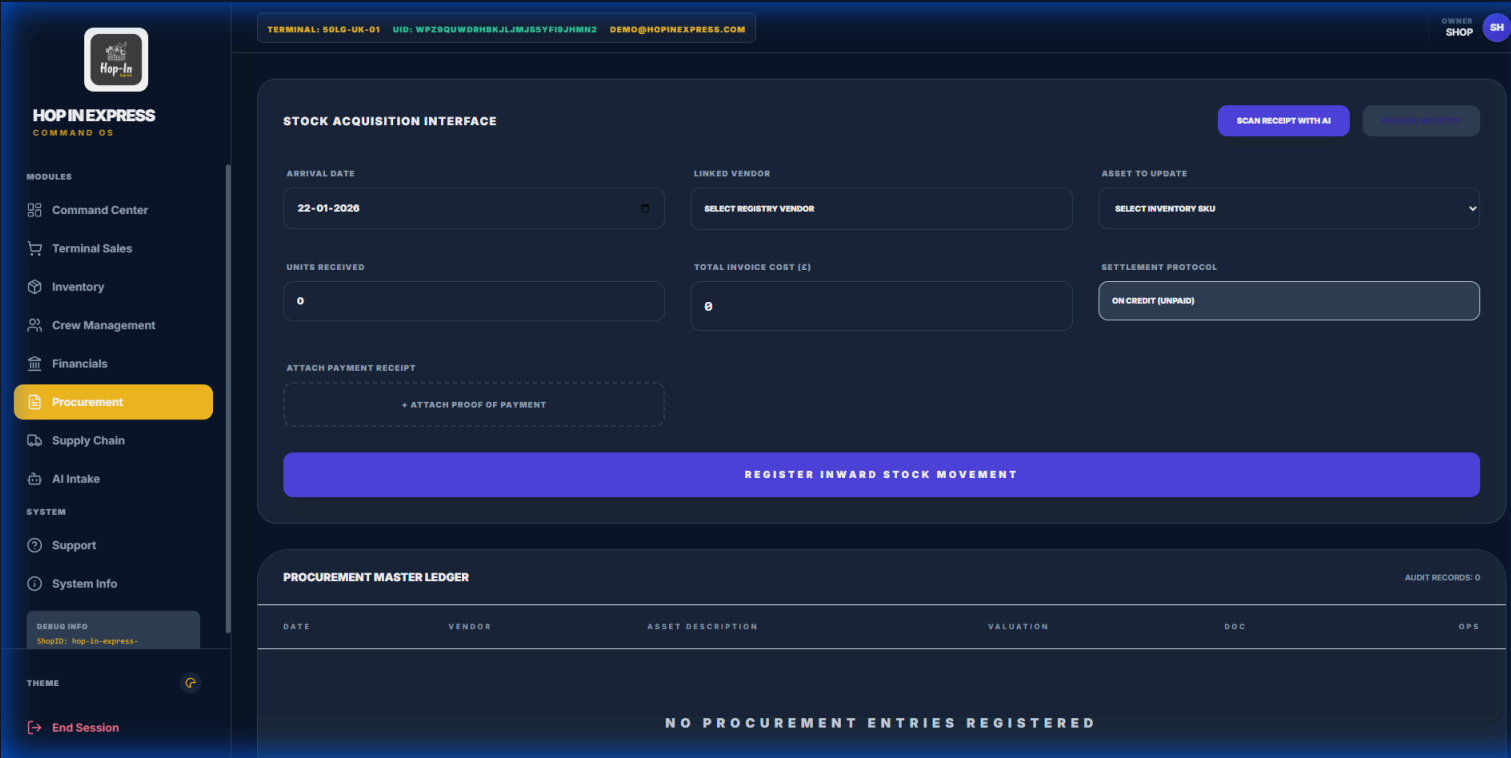 Hop-In
Express
HOP IN EXPRESS
COMMAND OS
MODULES
Command Center
Terminal Sales
Inventory
Crew Management
Financials
Procurement
Supply Chain
AI Intake
SYSTEM
Support
System Info
DEBUG INFO
ShopID: hop-in-express-
THEME
End Session
TERMINAL: 50LG-UK-01 UID: WPZ9QUWDRHBKJLJMJS5YFI9JHMN2 DEMO@HOPINEXPRESS.COM
OWNER
SHOP
SH
STOCK ACQUISITION INTERFACE
SCAN RECEIPT WITH AI
MANAGE REGISTRY
ARRIVAL DATE
22-01-2026
LINKED VENDOR
SELECT REGISTRY VENDOR
ASSET TO UPDATE
SELECT INVENTORY SKU
UNITS RECEIVED
0
TOTAL INVOICE COST (£)
0
SETTLEMENT PROTOCOL
ON CREDIT (UNPAID)
ATTACH PAYMENT RECEIPT
+ ATTACH PROOF OF PAYMENT
REGISTER INWARD STOCK MOVEMENT
PROCUREMENT MASTER LEDGER
AUDIT RECORDS: 0
DATE VENDOR ASSET DESCRIPTION VALUATION DOC OPS
NO PROCUREMENT ENTRIES REGISTERED